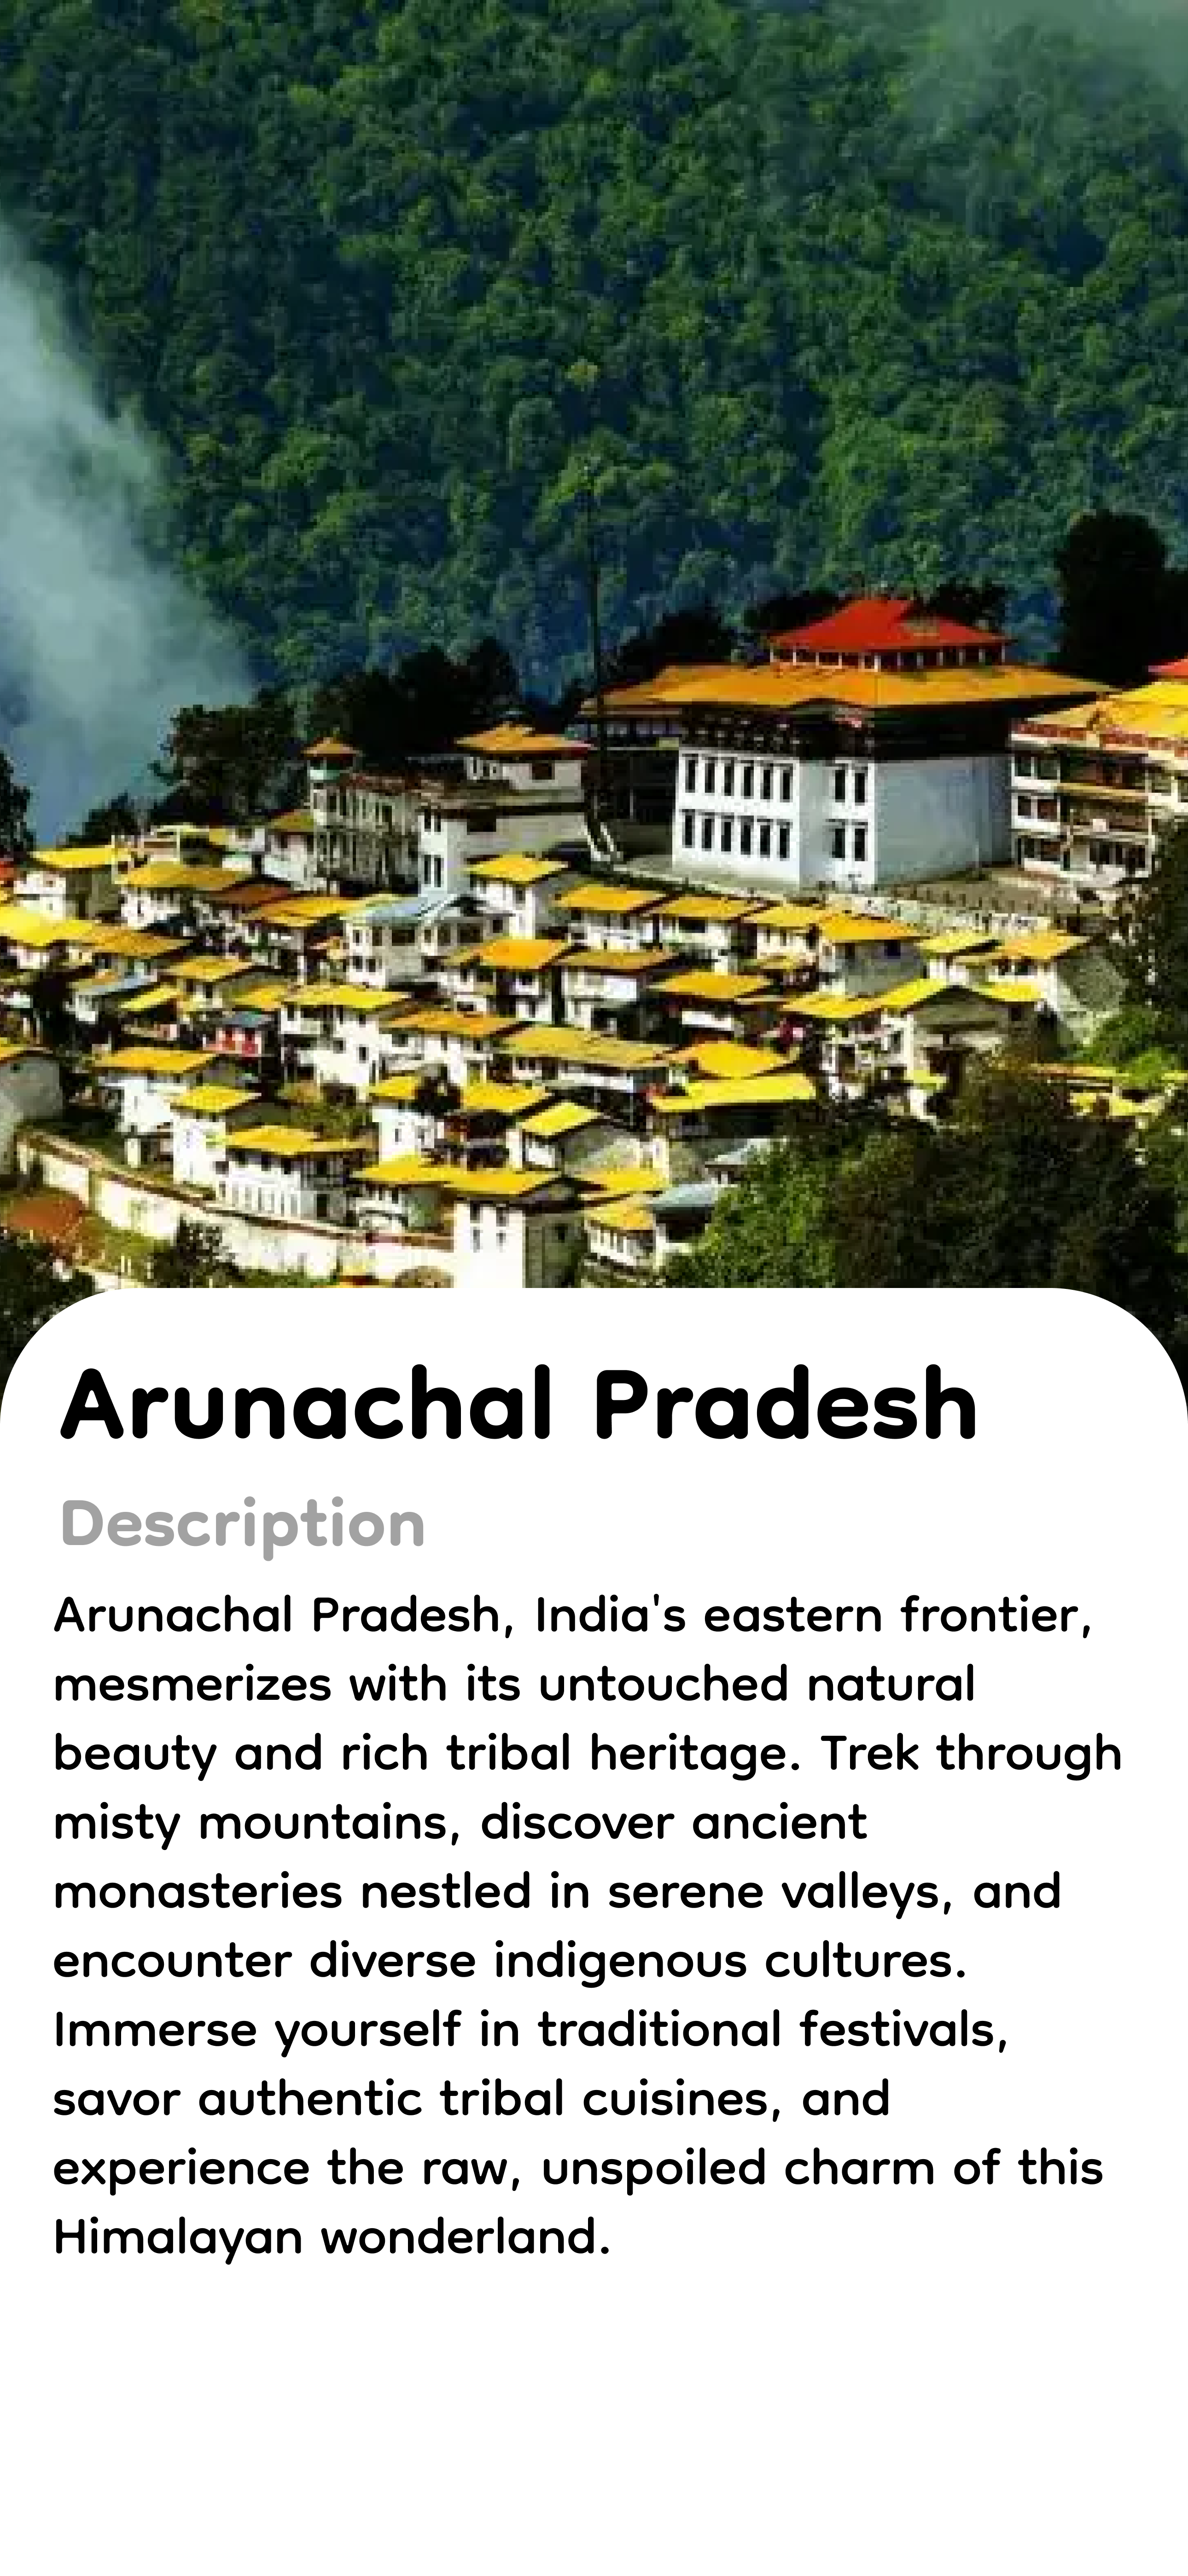 Arunachal Pradesh
Description
Arunachal Pradesh, India's eastern frontier,
mesmerizes with its untouched natural
beauty and rich tribal heritage. Trek through
misty mountains, discover ancient
monasteries nestled in serene valleys, and
encounter diverse indigenous cultures.
Immerse yourself in traditional festivals,
savor authentic tribal cuisines, and
experience the raw, unspoiled charm of this
Himalayan wonderland.